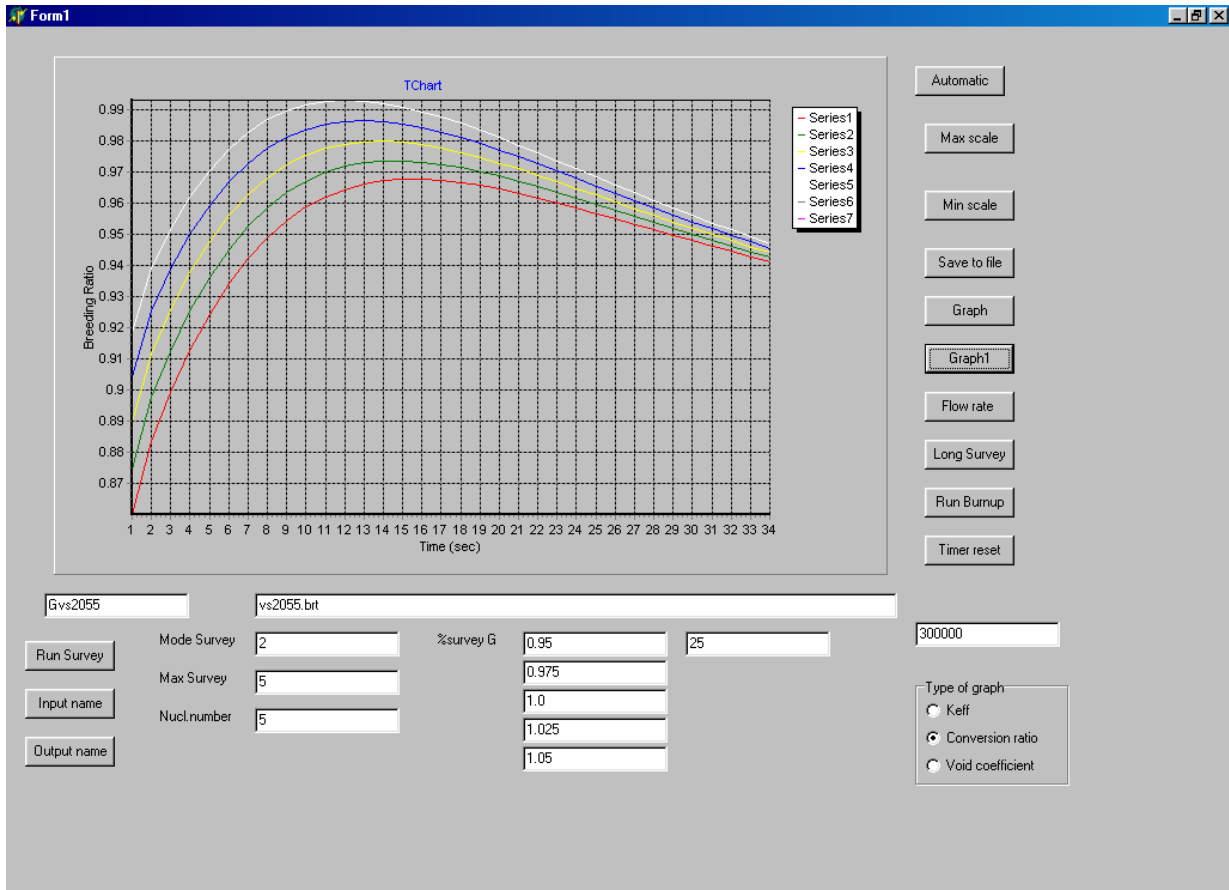 Form1
TChart
Breeding Ratio
0.99
0.98
0.97
0.96
0.95
0.94
0.93
0.92
0.91
0.9
0.89
0.88
0.87
1 2 3 4 5 6 7 8 9 10 11 12 13 14 15 16 17 18 19 20 21 22 23 24 25 26 27 28 29 30 31 32 33 34
Time (sec)
Series1
Series2
Series3
Series4
Series5
Series6
Series7
Automatic
Max scale
Min scale
Save to file
Graph
Graph1
Flow rate
Long Survey
Run Burnup
Timer reset
Gvs2055
vs2055.brt
Run Survey
Input name
Output name
Mode Survey 2
Max Survey 5
Nucl.number 5
%survey G 0.95 25
0.975
1.0
1.025
1.05
300000
Type of graph
Keff
Conversion ratio
Void coefficient